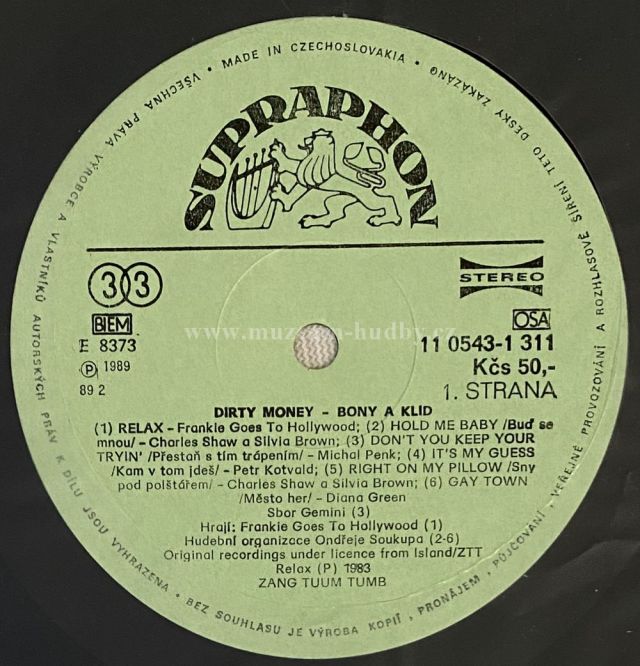 VŠECHNA PRÁVA VÝROBCE A VLASTNÍKŮ AUTORSKÝCH PRÁV K DÍLU JSOU VYHRAZENA • BEZ SOUHLASU JE VÝROBA KOPIÍ, PRONÁJEM, PŮJČOVÁNÍ, VEŘEJNÉ PROVOZOVÁNÍ A ROZHLASOVÉ ŠÍŘENÍ TÉTO DESKY ZAKÁZÁNO •
MADE IN CZECHOSLOVAKIA •
SUPRAPHON
33
STEREO
BIEM
OSA
www.muzeum-hudby.cz
E 8373
11 0543-1 311
Ⓟ 1989
Kčs 50,-
89 2
1. STRANA
DIRTY MONEY – BONY A KLID
(1) RELAX – Frankie Goes To Hollywood; (2) HOLD ME BABY /Buď se
mnou/ – Charles Shaw a Silvia Brown; (3) DON'T YOU KEEP YOUR
TRYIN' /Přestaň s tím trápením/ – Michal Penk; (4) IT'S MY GUESS
/Kam v tom jdeš/ – Petr Kotvald; (5) RIGHT ON MY PILLOW /Sny
pod polštářem/ – Charles Shaw a Silvia Brown; (6) GAY TOWN
/Město her/ – Diana Green
Sbor Gemini (3)
Hrají: Frankie Goes To Hollywood (1)
Hudební organizace Ondřeje Soukupa (2-6)
Original recordings under licence from Island/ZTT
Relax (P) 1983
ZANG TUUM TUMB